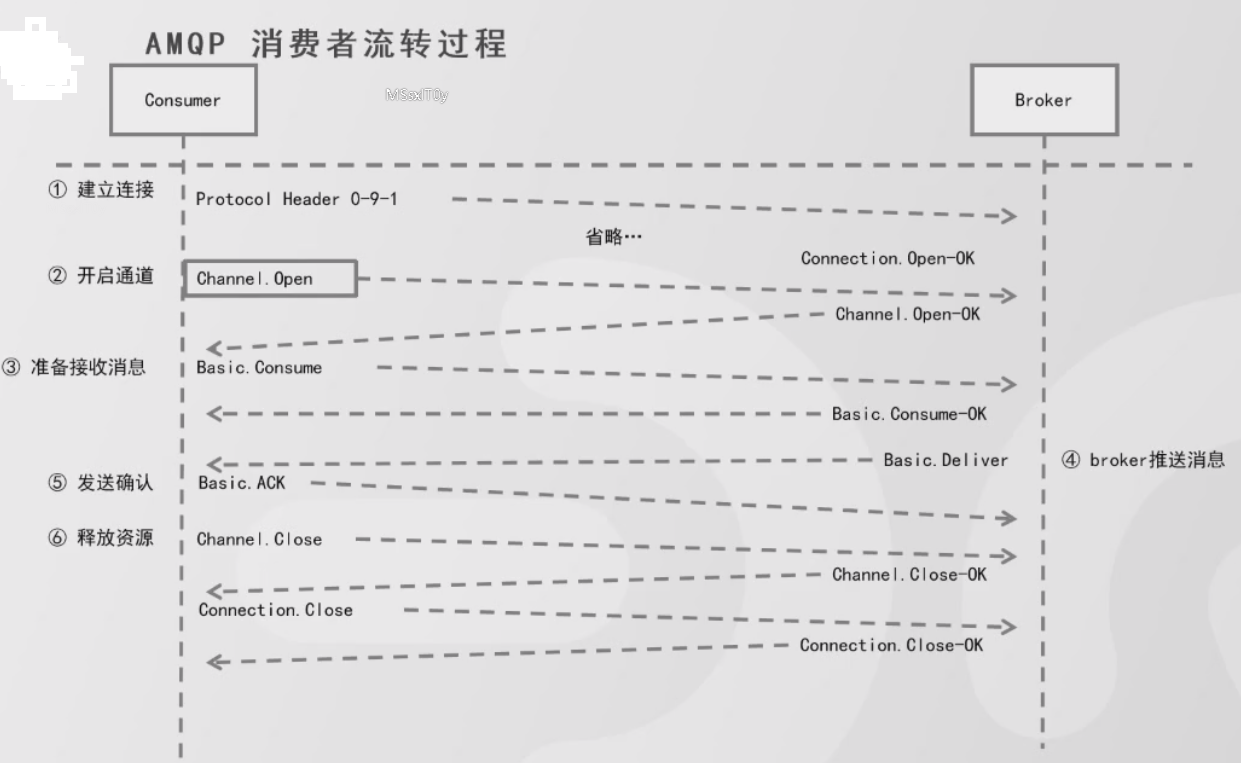 AMQP 消费者流转过程
Consumer
MSsxIT0y
Broker
① 建立连接
Protocol Header 0-9-1
省略…
Connection.Open-OK
② 开启通道
Channel.Open
Channel.Open-OK
③ 准备接收消息
Basic.Consume
Basic.Consume-OK
Basic.Deliver
④ broker推送消息
⑤ 发送确认
Basic.ACK
⑥ 释放资源
Channel.Close
Channel.Close-OK
Connection.Close
Connection.Close-OK